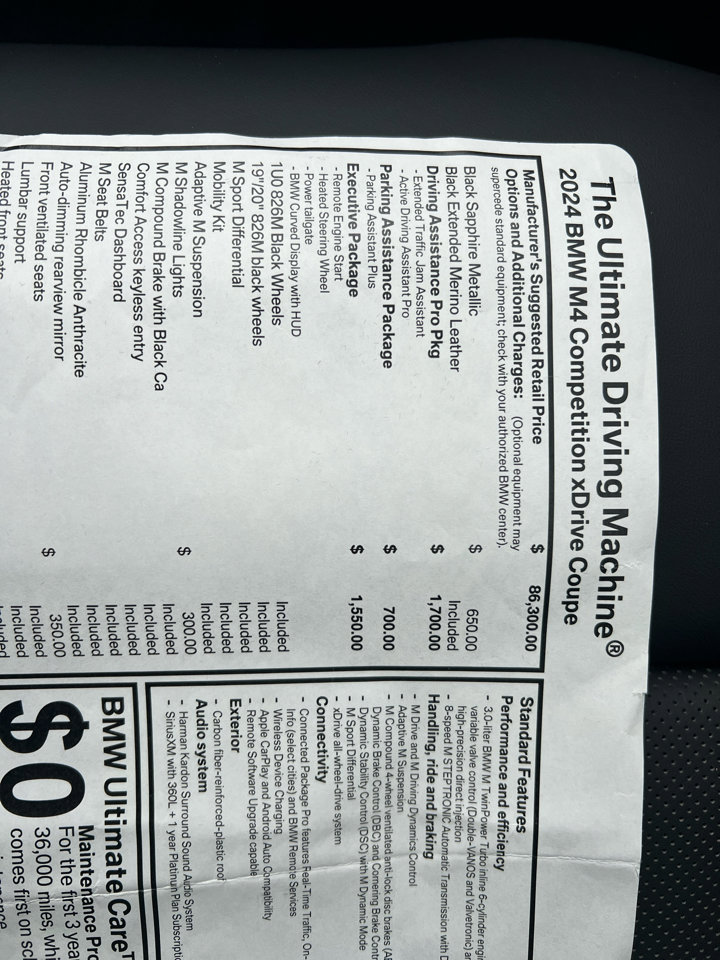 The Ultimate Driving Machine®
2024 BMW M4 Competition xDrive Coupe
Manufacturer's Suggested Retail Price $ 86,300.00
Options and Additional Charges: (Optional equipment may
supercede standard equipment; check with your authorized BMW center).
Black Sapphire Metallic $ 650.00
Black Extended Merino Leather Included
Driving Assistance Pro Pkg $ 1,700.00
- Extended Traffic Jam Assistant
- Active Driving Assistant Pro
Parking Assistance Package $ 700.00
- Parking Assistant Plus
Executive Package $ 1,550.00
- Remote Engine Start
- Heated Steering Wheel
- Power tailgate
- BMW Curved Display with HUD
1U0 826M Black Wheels Included
19"/20" 826M black wheels Included
M Sport Differential Included
Mobility Kit Included
Adaptive M Suspension Included
M Shadowline Lights $ 300.00
M Compound Brake with Black Ca Included
Comfort Access keyless entry Included
SensaTec Dashboard Included
M Seat Belts Included
Aluminum Rhombicle Anthracite Included
Auto-dimming rearview mirror Included
Front ventilated seats $ 350.00
Lumbar support Included
Heated front seats Included
Included
Standard Features
Performance and efficiency
- 3.0-liter BMW M TwinPower Turbo inline 6-cylinder engin
variable valve control (Double-VANOS and Valvetronic) an
high-precision direct injection
- 8-speed M STEPTRONIC Automatic Transmission with D
Handling, ride and braking
- M Drive and M Driving Dynamics Control
- Adaptive M Suspension
- M Compound 4-wheel ventilated anti-lock disc brakes (AB
Dynamic Brake Control (DBC) and Cornering Brake Contr
- Dynamic Stability Control (DSC) with M Dynamic Mode
- M Sport Differential
- xDrive all-wheel-drive system
Connectivity
- Connected Package Pro features Real-Time Traffic, On-
Info (select cities) and BMW Remote Services
- Wireless Device Charging
- Apple CarPlay and Android Auto Compatibility
- Remote Software Upgrade capable
Exterior
- Carbon fiber-reinforced-plastic roof
Audio system
- Harman Kardon Surround Sound Audio System
- SiriusXM with 360L + 1 year Platinum Plan Subscriptio
BMW Ultimate Care
$0
Maintenance Pro
For the first 3 yea
36,000 miles, whi
comes first on sch